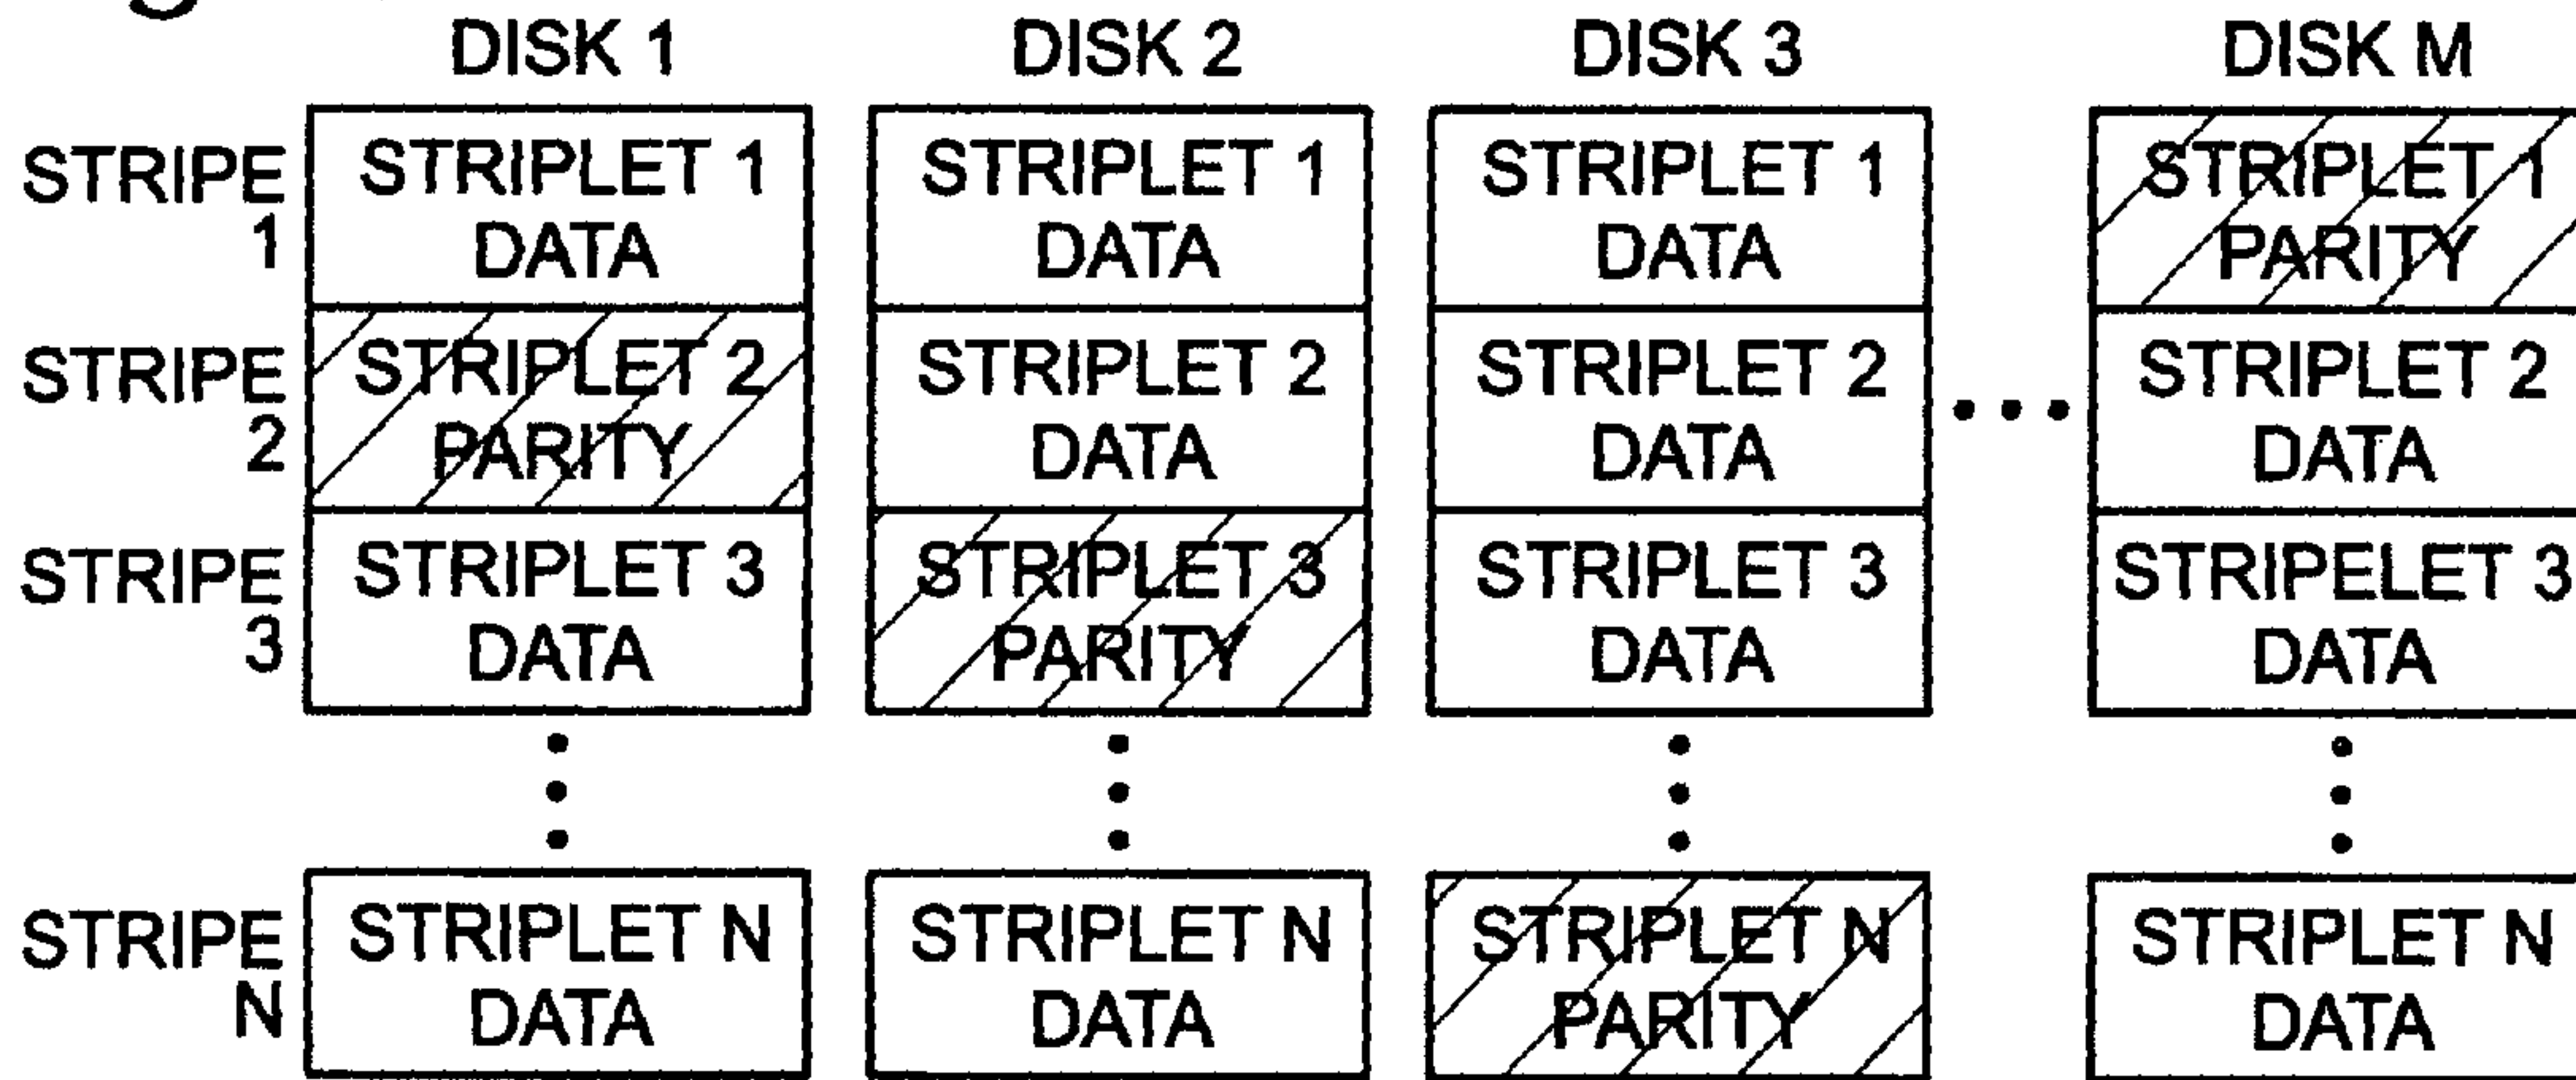 DISK 1 DISK 2 DISK 3 DISK M
STRIPE 1 STRIPLET 1 DATA STRIPLET 1 DATA STRIPLET 1 DATA STRIPLET 1 PARITY
STRIPE 2 STRIPLET 2 PARITY STRIPLET 2 DATA STRIPLET 2 DATA STRIPLET 2 DATA
STRIPE 3 STRIPLET 3 DATA STRIPLET 3 PARITY STRIPLET 3 DATA STRIPELET 3 DATA
STRIPE N STRIPLET N DATA STRIPLET N DATA STRIPLET N PARITY STRIPLET N DATA